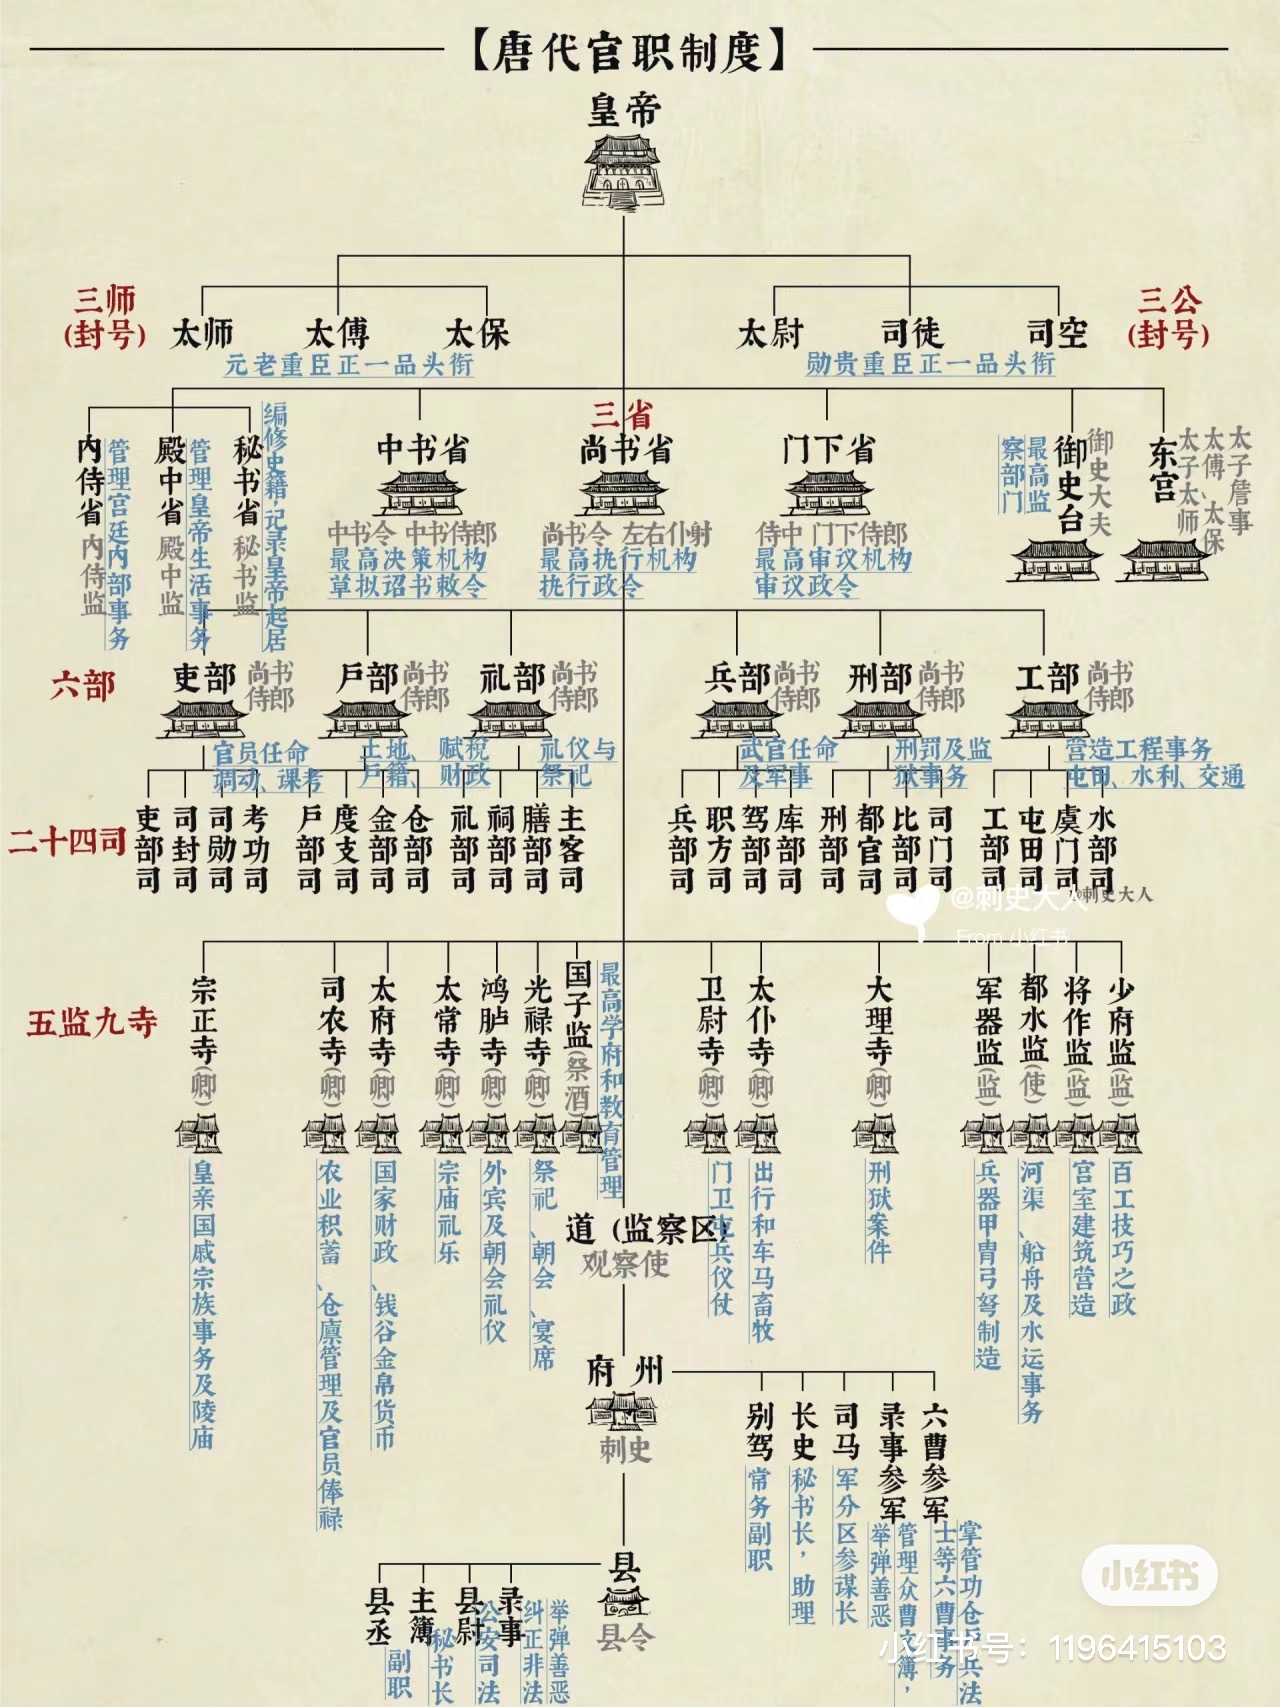 【唐代官职制度】
皇帝
三师
(封号)
太师
太傅
太保
元老重臣正一品头衔
太尉
司徒
司空
勋贵重臣正一品头衔
三公
(封号)
内侍省
内侍监
管理宫廷内部事务
殿中省
殿中监
管理皇帝生活事务
秘书省
秘书监
编修史籍,记录皇帝起居
三省
中书省
中书令 中书侍郎
最高决策机构
草拟诏书敕令
尚书省
尚书令 左右仆射
最高执行机构
执行政令
门下省
侍中 门下侍郎
最高审议机构
审议政令
御史台
御史大夫
最高监
察部门
东宫
太子太师
太傅、太保
太子詹事
六部
吏部
尚书
侍郎
官员任命
调动、课考
户部
尚书
侍郎
土地、赋税
户籍、财政
礼部
尚书
侍郎
礼仪与
祭祀
兵部
尚书
侍郎
武官任命
及军事
刑部
尚书
侍郎
刑罚及监
狱事务
工部
尚书
侍郎
营造工程事务
屯田、水利、交通
二十四司
吏部司
司封司
司勋司
考功司
户部司
度支司
金部司
仓部司
礼部司
祠部司
膳部司
主客司
兵部司
职方司
驾部司
库部司
刑部司
都官司
比部司
司门司
工部司
屯田司
虞门司
水部司
@刺史大人
@刺史大人
From 小红书
五监九寺
宗正寺(卿)
皇亲国戚宗族事务及陵庙
司农寺(卿)
农业积蓄、仓廪管理及官员俸禄
太府寺(卿)
国家财政、钱谷金帛货币
太常寺(卿)
宗庙礼乐
鸿胪寺(卿)
外宾及朝会礼仪
光禄寺(卿)
祭祀、朝会、宴席
国子监(祭酒)
最高学府和教育管理
卫尉寺(卿)
门卫屯兵仪仗
太仆寺(卿)
出行和车马畜牧
大理寺(卿)
刑狱案件
军器监(监)
兵器甲胄弓弩制造
都水监(使)
河渠、船舟及水运事务
将作监(监)
宫室建筑营造
少府监(监)
百工技巧之政
道(监察区)
观察使
府 州
刺史
别驾
常务副职
长史
秘书长,助理
司马
军分区参谋长
录事参军
管理众曹文簿,
举弹善恶
六曹参军
掌管功仓户兵法
士等六曹事务
县
县令
县丞
副职
主簿
秘书长
县尉
公安司法
录事
纠正非法
举弹善恶
小红书
小红书号：1196415103